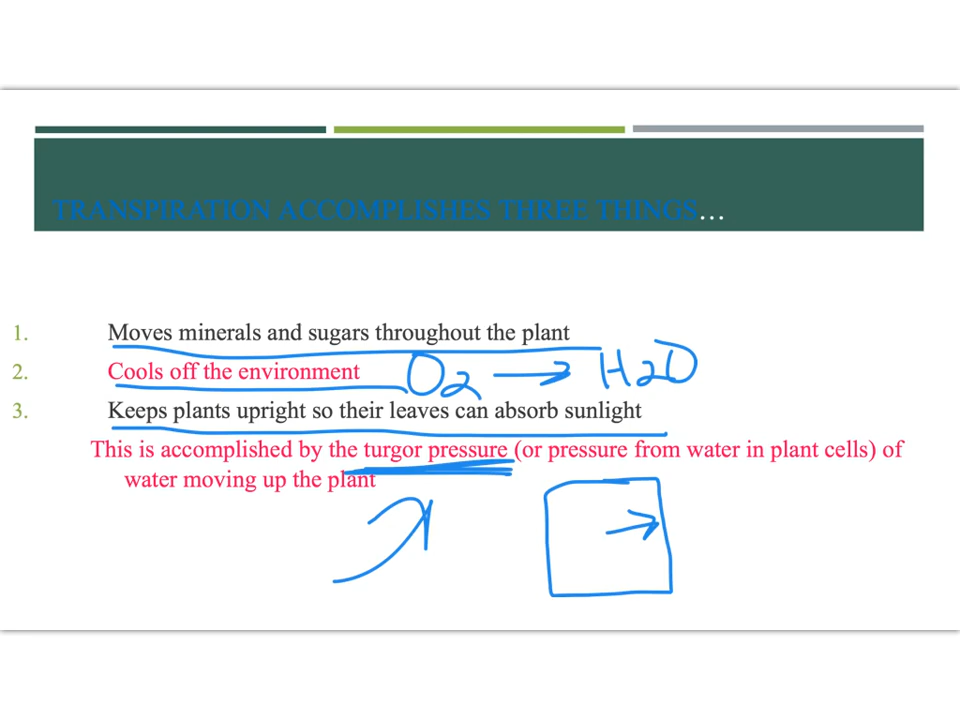 TRANSPIRATION ACCOMPLISHES THREE THINGS…
1. Moves minerals and sugars throughout the plant
2. Cools off the environment O2 → H2O
3. Keeps plants upright so their leaves can absorb sunlight
This is accomplished by the turgor pressure (or pressure from water in plant cells) of
water moving up the plant